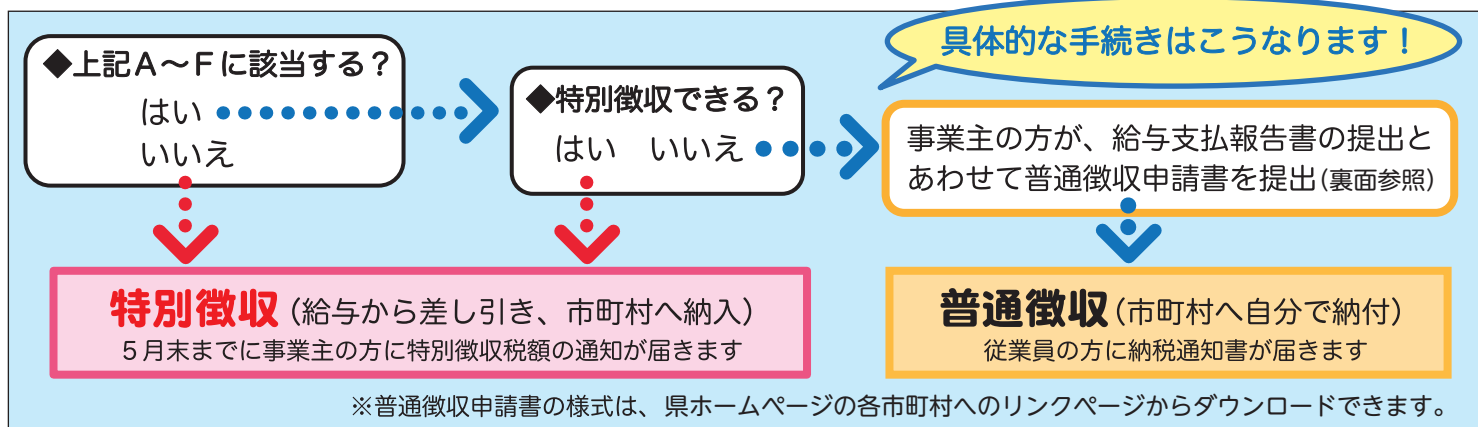 具体的な手続きはこうなります！
◆上記A～Fに該当する？
はい
いいえ
◆特別徴収できる？
はい　いいえ
事業主の方が、給与支払報告書の提出と
あわせて普通徴収申請書を提出(裏面参照)
特別徴収(給与から差し引き、市町村へ納入)
5月末までに事業主の方に特別徴収税額の通知が届きます
普通徴収(市町村へ自分で納付)
従業員の方に納税通知書が届きます
※普通徴収申請書の様式は、県ホームページの各市町村へのリンクページからダウンロードできます。